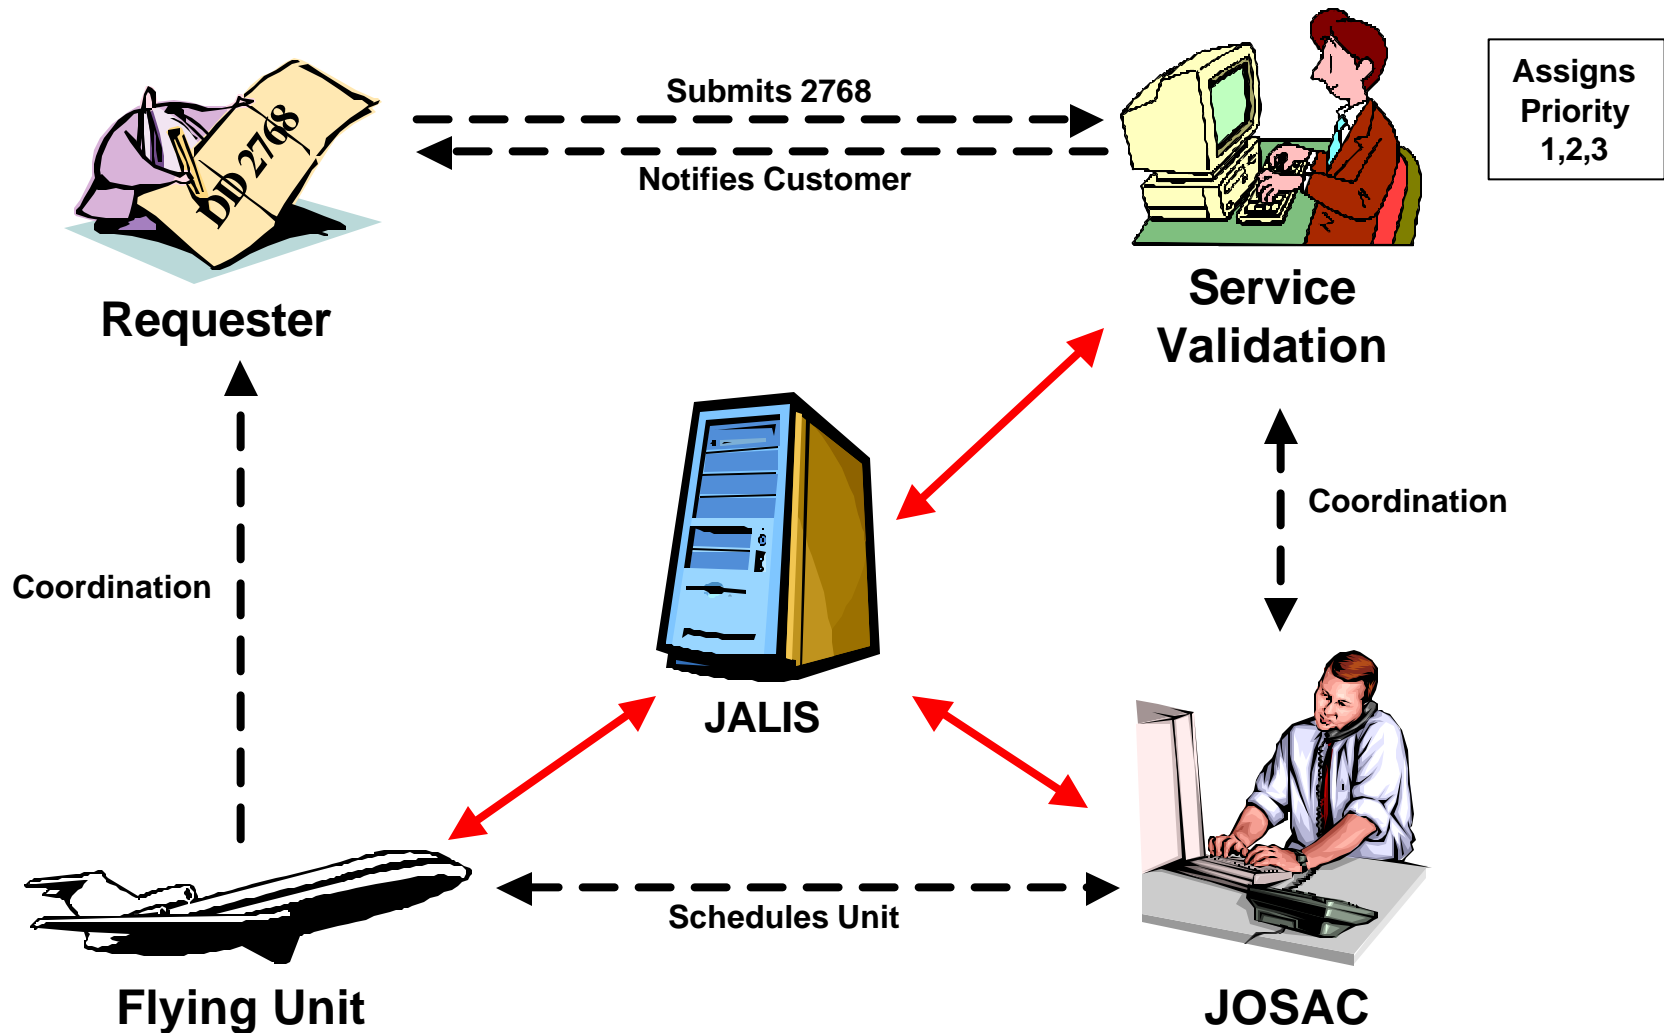 Submits 2768
Notifies Customer
Assigns
Priority
1,2,3
DD 2768
Requester
Service
Validation
Coordination
Coordination
JALIS
Schedules Unit
Flying Unit
JOSAC